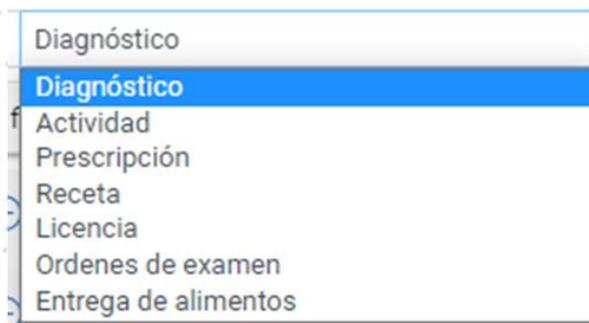 Diagnóstico
Diagnóstico
f
Actividad
Prescripción
Receta
Licencia
Ordenes de examen
Entrega de alimentos